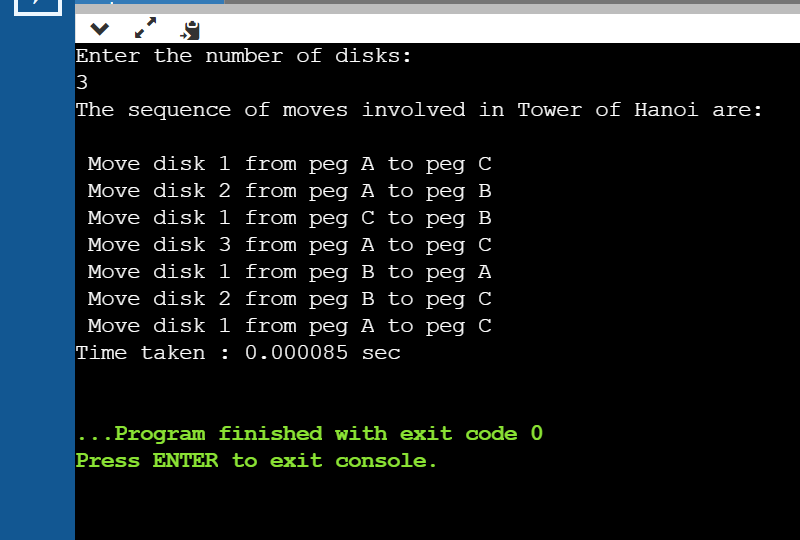 Enter the number of disks:
3
The sequence of moves involved in Tower of Hanoi are:
Move disk 1 from peg A to peg C
Move disk 2 from peg A to peg B
Move disk 1 from peg C to peg B
Move disk 3 from peg A to peg C
Move disk 1 from peg B to peg A
Move disk 2 from peg B to peg C
Move disk 1 from peg A to peg C
Time taken : 0.000085 sec
...Program finished with exit code 0
Press ENTER to exit console.